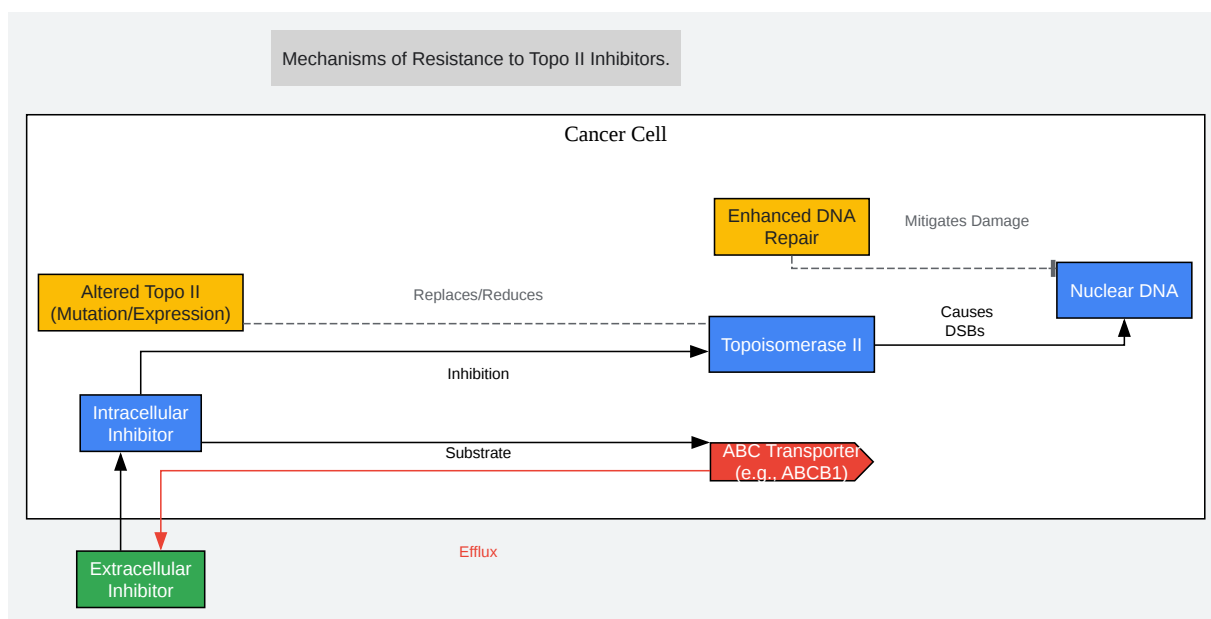 Mechanisms of Resistance to Topo II Inhibitors.
Cancer Cell
Enhanced DNA
Repair
Mitigates Damage
Altered Topo II
(Mutation/Expression)
Replaces/Reduces
Nuclear DNA
Causes
DSBs
Topoisomerase II
Inhibition
Intracellular
Inhibitor
Substrate
ABC Transporter
(e.g., ABCB1)
Efflux
Extracellular
Inhibitor